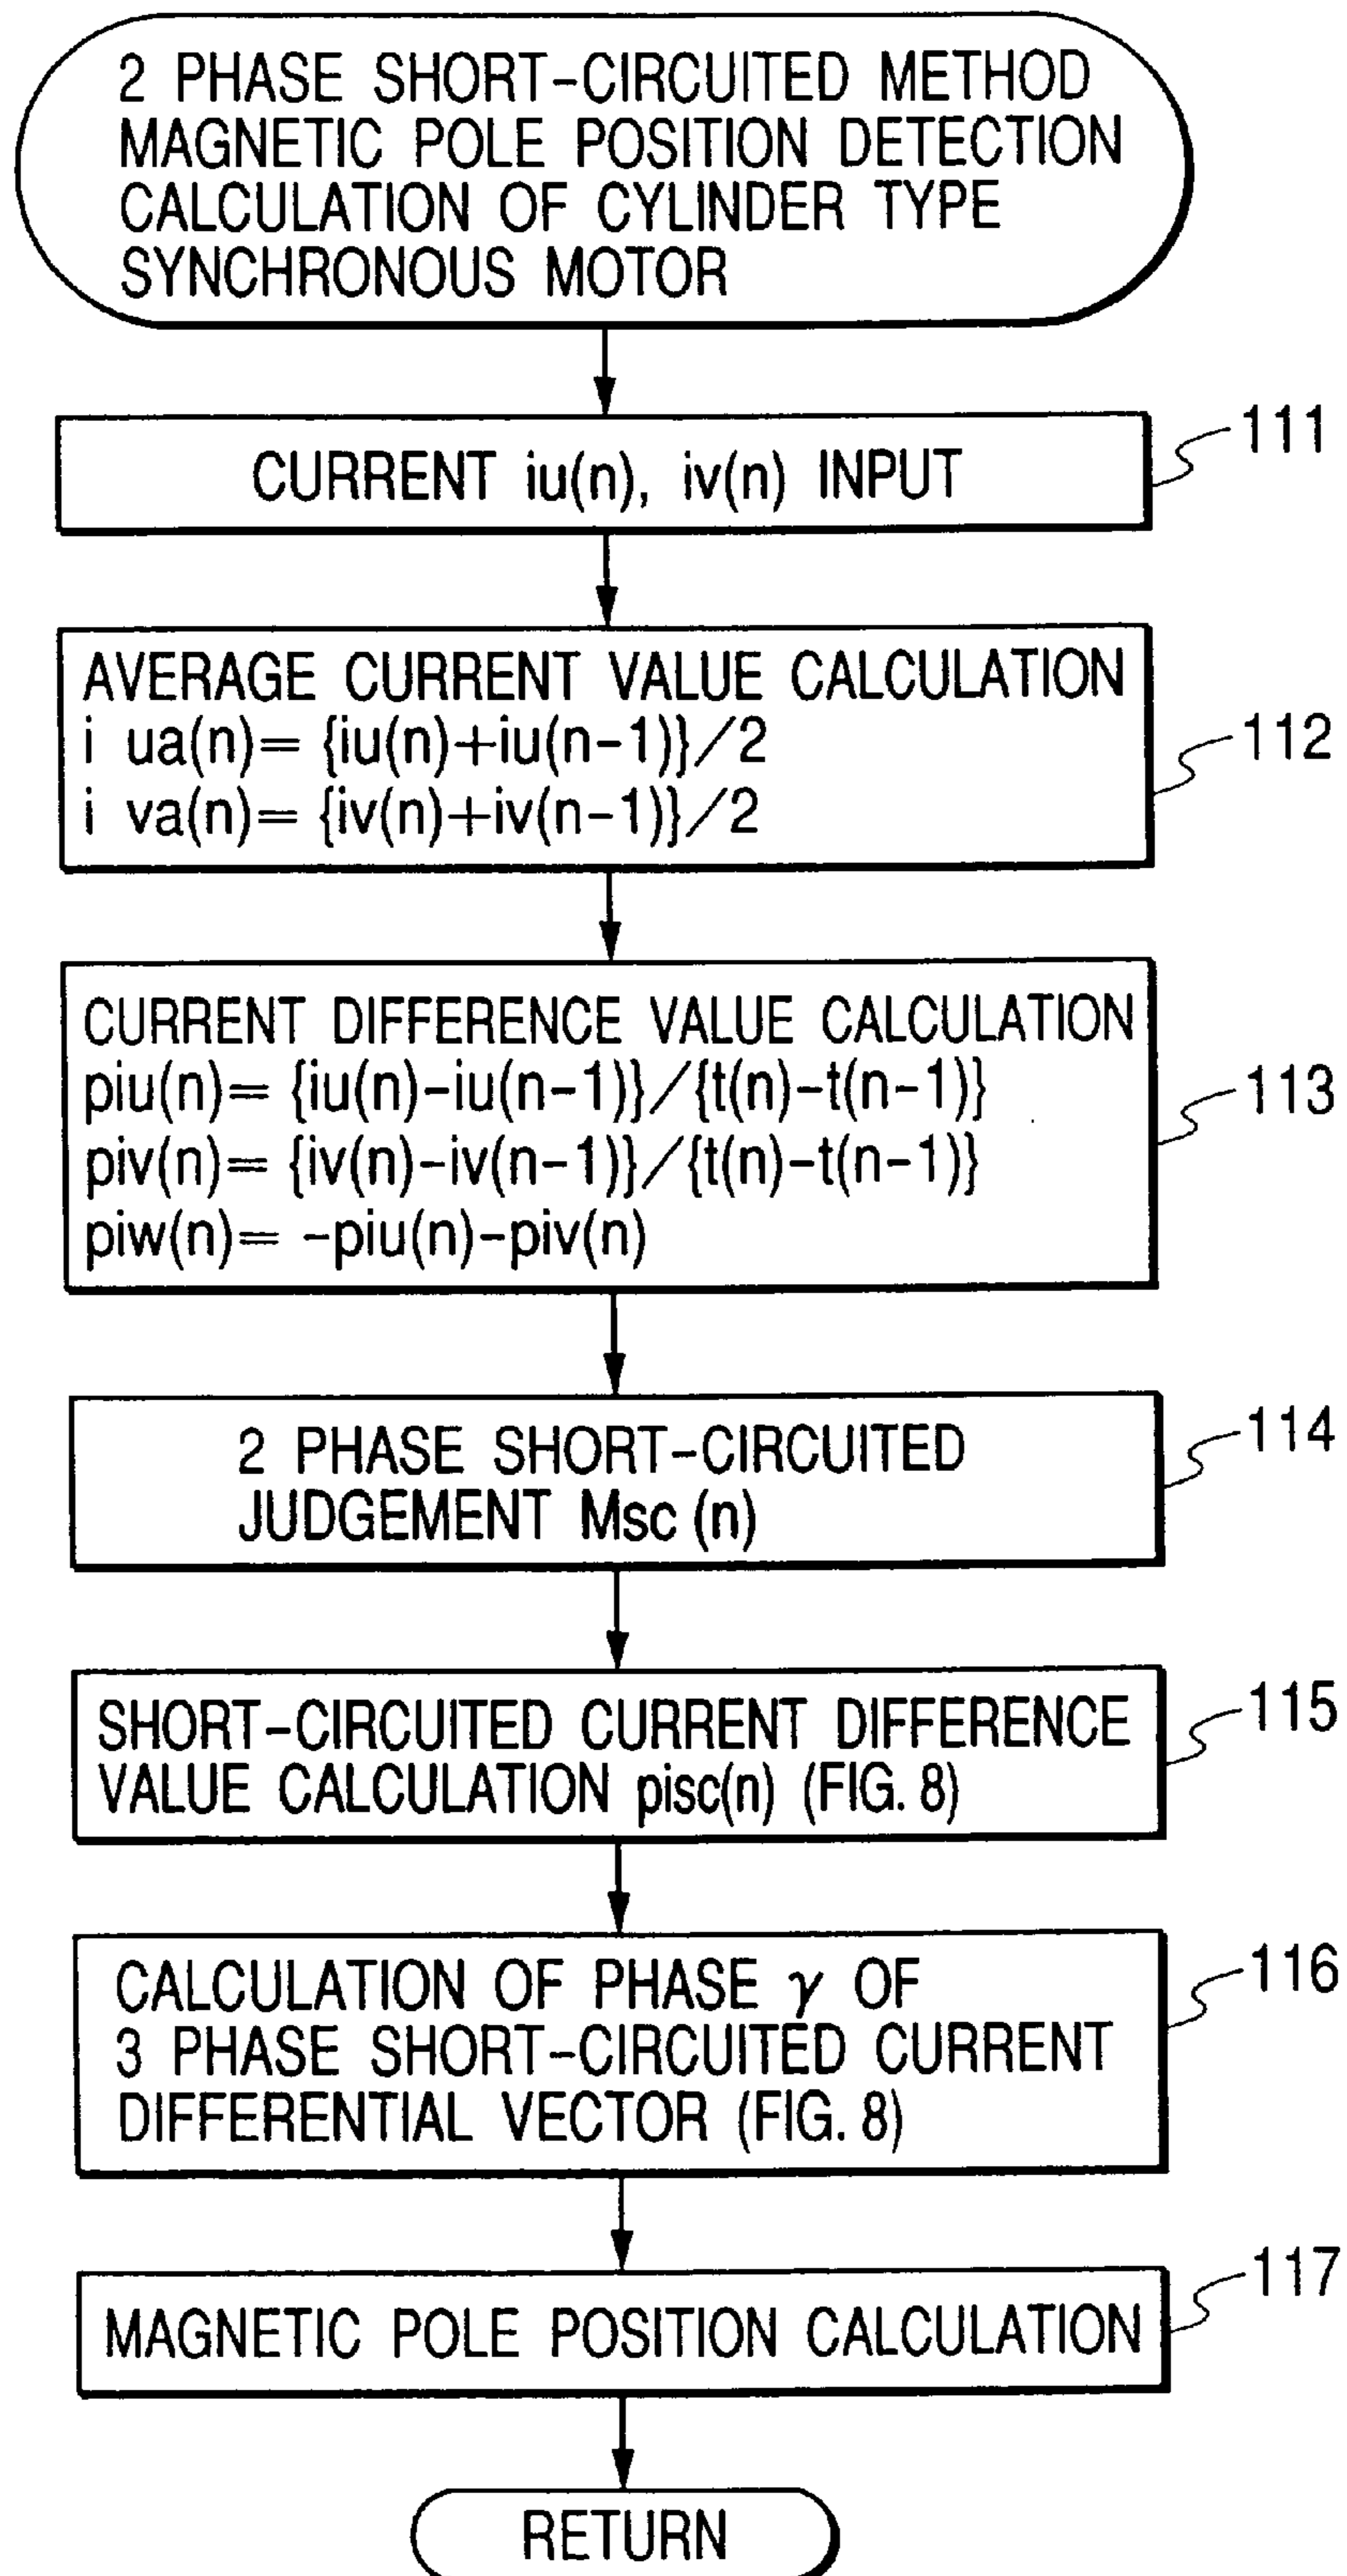 2 PHASE SHORT-CIRCUITED METHOD
MAGNETIC POLE POSITION DETECTION
CALCULATION OF CYLINDER TYPE
SYNCHRONOUS MOTOR
CURRENT iu(n), iv(n) INPUT
111
AVERAGE CURRENT VALUE CALCULATION
i ua(n)= {iu(n)+iu(n-1)}/2
i va(n)= {iv(n)+iv(n-1)}/2
112
CURRENT DIFFERENCE VALUE CALCULATION
piu(n)= {iu(n)-iu(n-1)}/{t(n)-t(n-1)}
piv(n)= {iv(n)-iv(n-1)}/{t(n)-t(n-1)}
piw(n)= -piu(n)-piv(n)
113
2 PHASE SHORT-CIRCUITED
JUDGEMENT Msc (n)
114
SHORT-CIRCUITED CURRENT DIFFERENCE
VALUE CALCULATION pisc(n) (FIG. 8)
115
CALCULATION OF PHASE γ OF
3 PHASE SHORT-CIRCUITED CURRENT
DIFFERENTIAL VECTOR (FIG. 8)
116
MAGNETIC POLE POSITION CALCULATION
117
RETURN